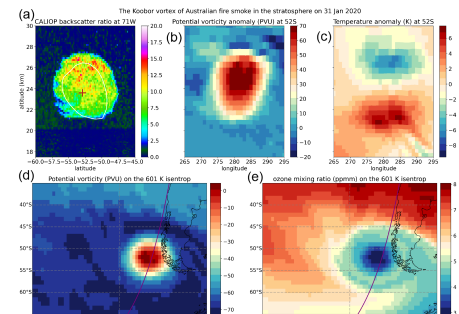 The Koobor vortex of Australian fire smoke in the stratosphere on 31 Jan 2020
(a)
CALIOP backscatter ratio at 71W
altitude (km)
30
28
26
24
22
20
18
−60.0 −57.5 −55.0 −52.5 −50.0 −47.5 −45.0
latitude
20.0
17.5
15.0
12.5
10.0
7.5
5.0
2.5
0.0
(b)
Potential vorticity anomaly (PVU) at 52S
265 270 275 280 285 290 295
longitude
70
60
50
40
30
20
10
0
−10
−20
(c)
Temperature anomaly (K) at 52S
265 270 275 280 285 290 295
longitude
6
4
2
0
−2
−4
−6
−8
(d)
Potential vorticity (PVU) on the 601 K isentrop
40°S
45°S
50°S
55°S
60°S
0
−10
−20
−30
−40
−50
−60
−70
(e)
ozone mixing ratio (ppmm) on the 601 K isentrop
40°S
45°S
50°S
55°S
60°S
8
7
6
5
4
3